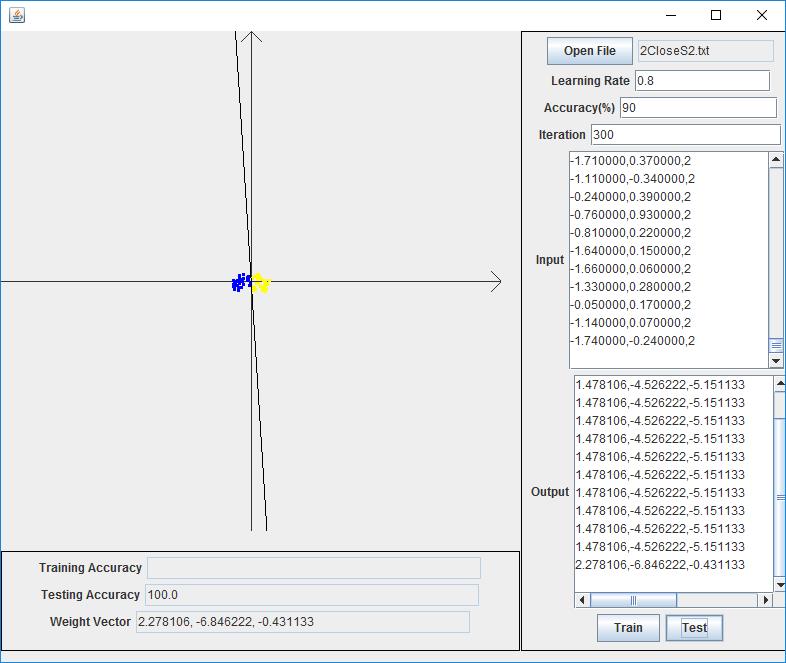 Open File 2CloseS2.txt
Learning Rate 0.8
Accuracy(%) 90
Iteration 300
Input
-1.710000,0.370000,2
-1.110000,-0.340000,2
-0.240000,0.390000,2
-0.760000,0.930000,2
-0.810000,0.220000,2
-1.640000,0.150000,2
-1.660000,0.060000,2
-1.330000,0.280000,2
-0.050000,0.170000,2
-1.140000,0.070000,2
-1.740000,-0.240000,2
Output
1.478106,-4.526222,-5.151133
1.478106,-4.526222,-5.151133
1.478106,-4.526222,-5.151133
1.478106,-4.526222,-5.151133
1.478106,-4.526222,-5.151133
1.478106,-4.526222,-5.151133
1.478106,-4.526222,-5.151133
1.478106,-4.526222,-5.151133
1.478106,-4.526222,-5.151133
1.478106,-4.526222,-5.151133
2.278106,-6.846222,-0.431133
Train Test
Training Accuracy
Testing Accuracy 100.0
Weight Vector 2.278106, -6.846222, -0.431133